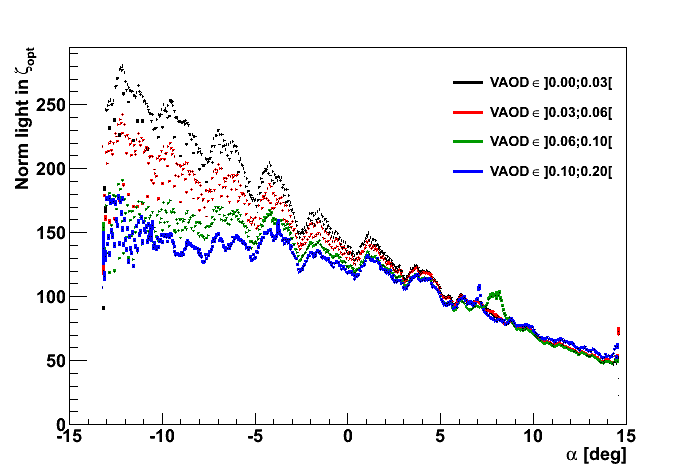 Norm light in ζopt
250
200
150
100
50
0
VAOD ∈ ]0.00;0.03[
VAOD ∈ ]0.03;0.06[
VAOD ∈ ]0.06;0.10[
VAOD ∈ ]0.10;0.20[
-15 -10 -5 0 5 10 15
α [deg]